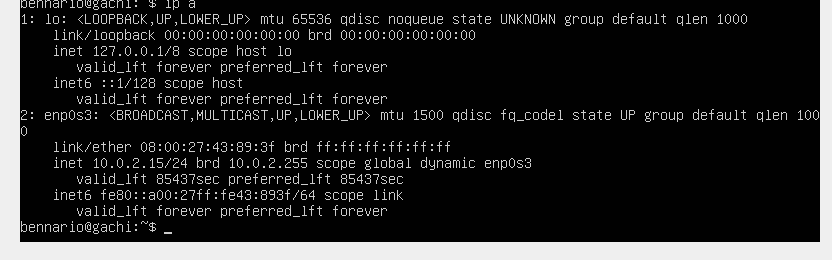 bennario@gachi:~$ ip a
1: lo: <LOOPBACK,UP,LOWER_UP> mtu 65536 qdisc noqueue state UNKNOWN group default qlen 1000
    link/loopback 00:00:00:00:00:00 brd 00:00:00:00:00:00
    inet 127.0.0.1/8 scope host lo
       valid_lft forever preferred_lft forever
    inet6 ::1/128 scope host
       valid_lft forever preferred_lft forever
2: enp0s3: <BROADCAST,MULTICAST,UP,LOWER_UP> mtu 1500 qdisc fq_codel state UP group default qlen 100
0
    link/ether 08:00:27:43:89:3f brd ff:ff:ff:ff:ff:ff
    inet 10.0.2.15/24 brd 10.0.2.255 scope global dynamic enp0s3
       valid_lft 85437sec preferred_lft 85437sec
    inet6 fe80::a00:27ff:fe43:893f/64 scope link
       valid_lft forever preferred_lft forever
bennario@gachi:~$ _